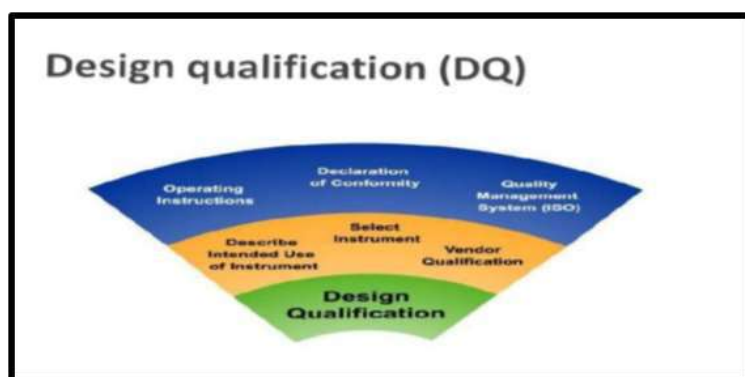 Design qualification (DQ)
Declaration
of Conformity
Operating
Instructions
Quality
Management
System (ISO)
Select
Instrument
Describe
Intended Use
of Instrument
Vendor
Qualification
Design
Qualification